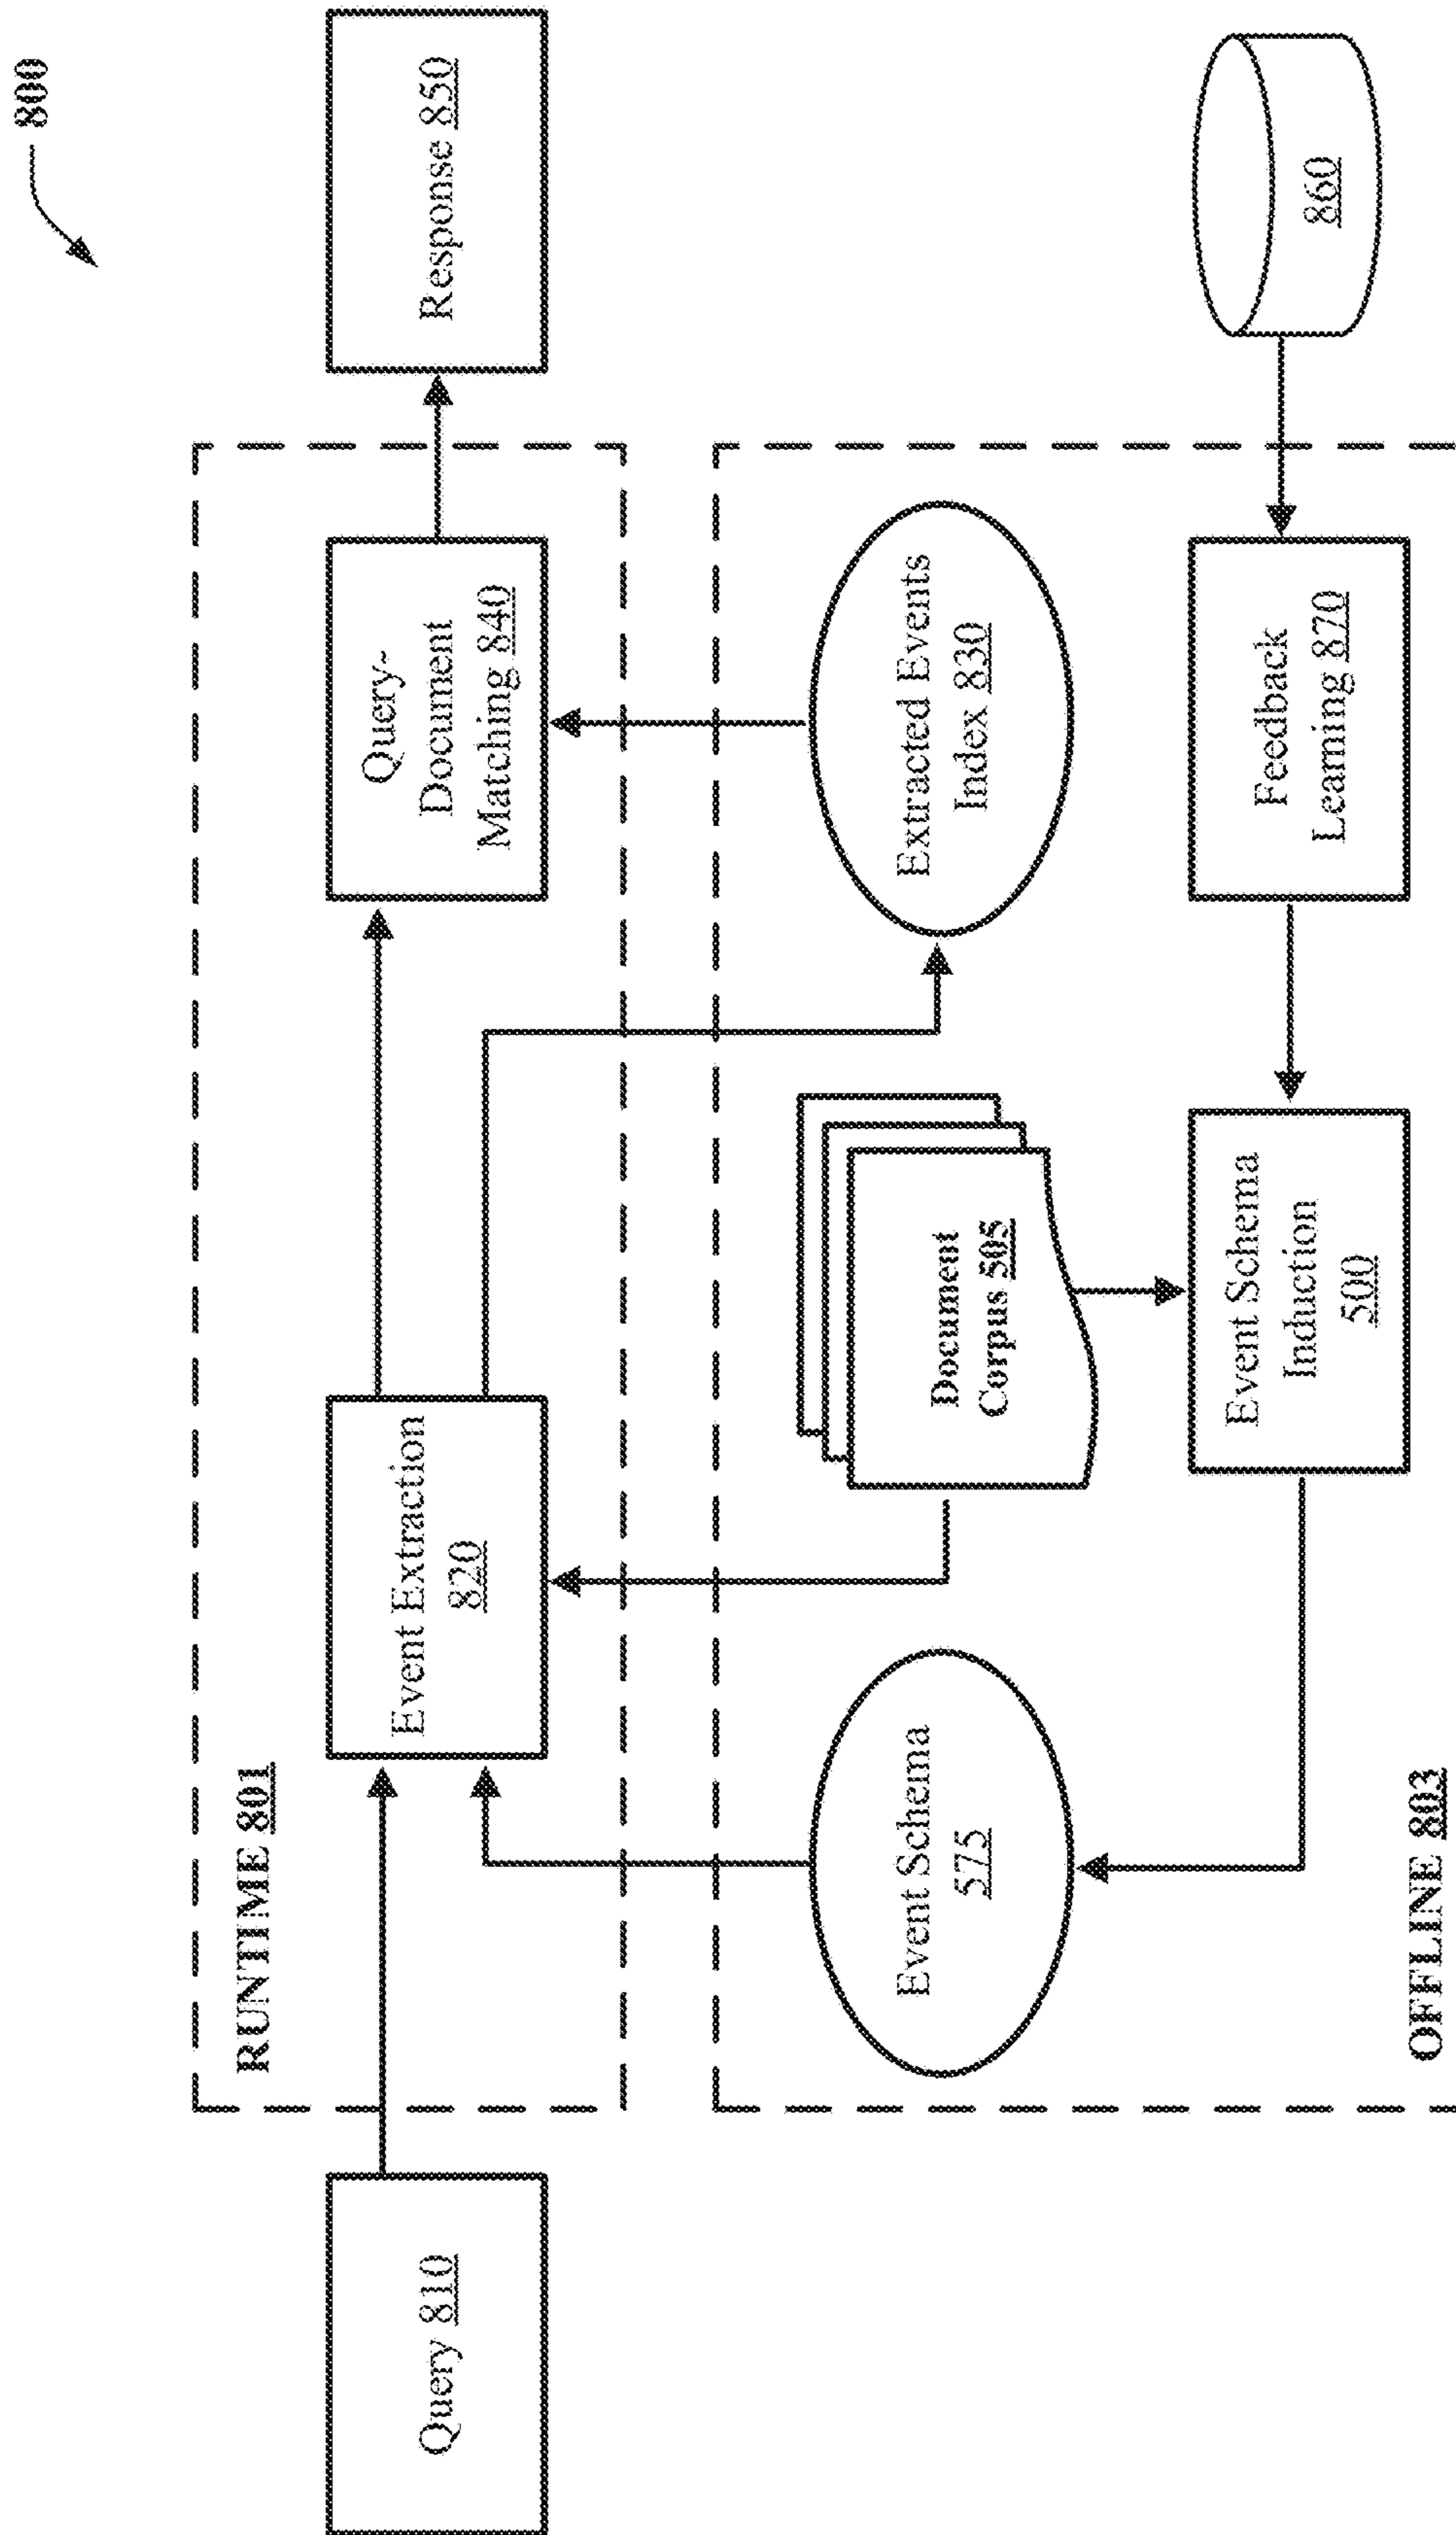 800
RUNTIME 801
Query 810
Event Extraction
820
Query-
Document
Matching 840
Response 850
Event Schema
575
Document
Corpus 505
Extracted Events
Index 830
Event Schema
Induction
500
Feedback
Learning 870
860
OFFLINE 803